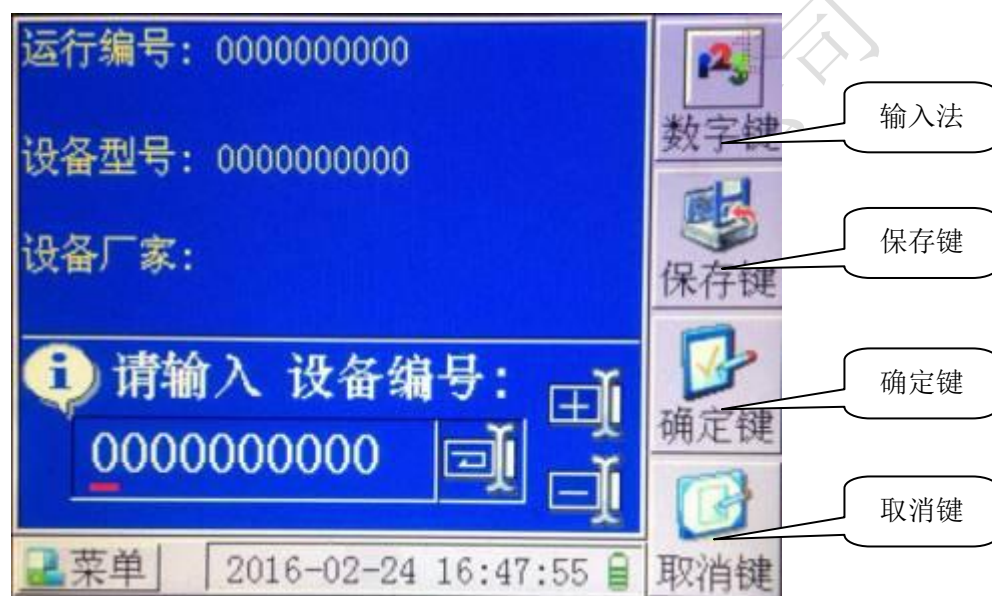 运行编号: 0000000000
设备型号: 0000000000
设备厂家:
请输入 设备编号:
0000000000
菜单
2016-02-24 16:47:55
数字键
保存键
确定键
取消键
输入法
保存键
确定键
取消键
司